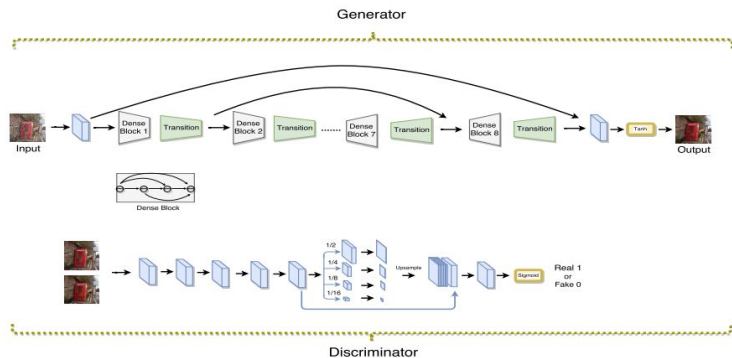 Generator
Input
Dense
Block 1
Transition
Dense
Block 2
Transition
Dense
Block 7
Transition
Dense
Block 8
Transition
Tanh
Output
Dense Block
1/2
1/4
1/8
1/16
Upsample
Sigmoid
Real 1
or
Fake 0
Discriminator